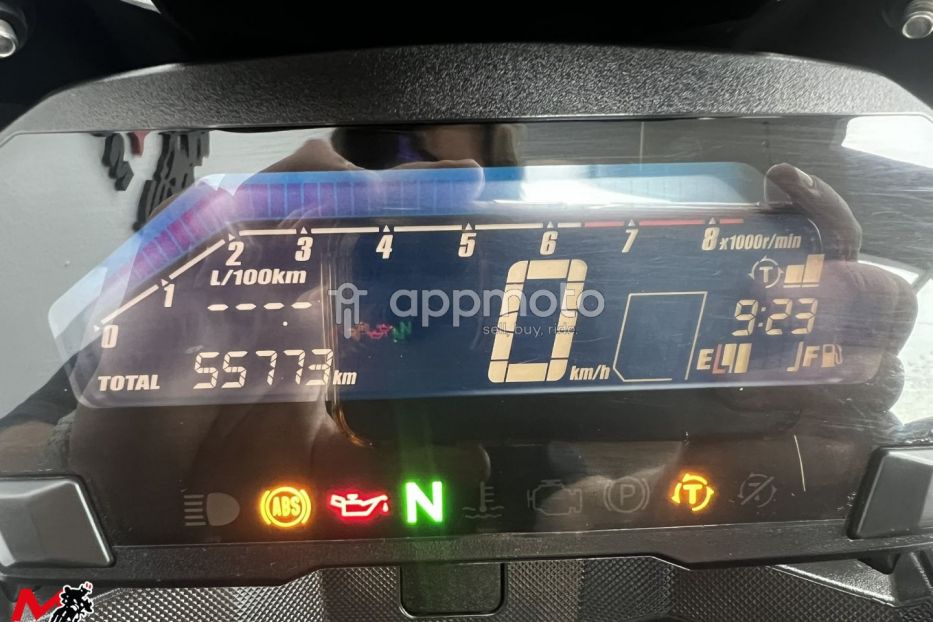 2 3 4 5 6 7 8 x1000r/min
1
0
L/100km
- - - -
T
appmoto
sell, buy, ride.
0 km/h
9:23
E F
TOTAL 55773 km
N
ABS N P T
M